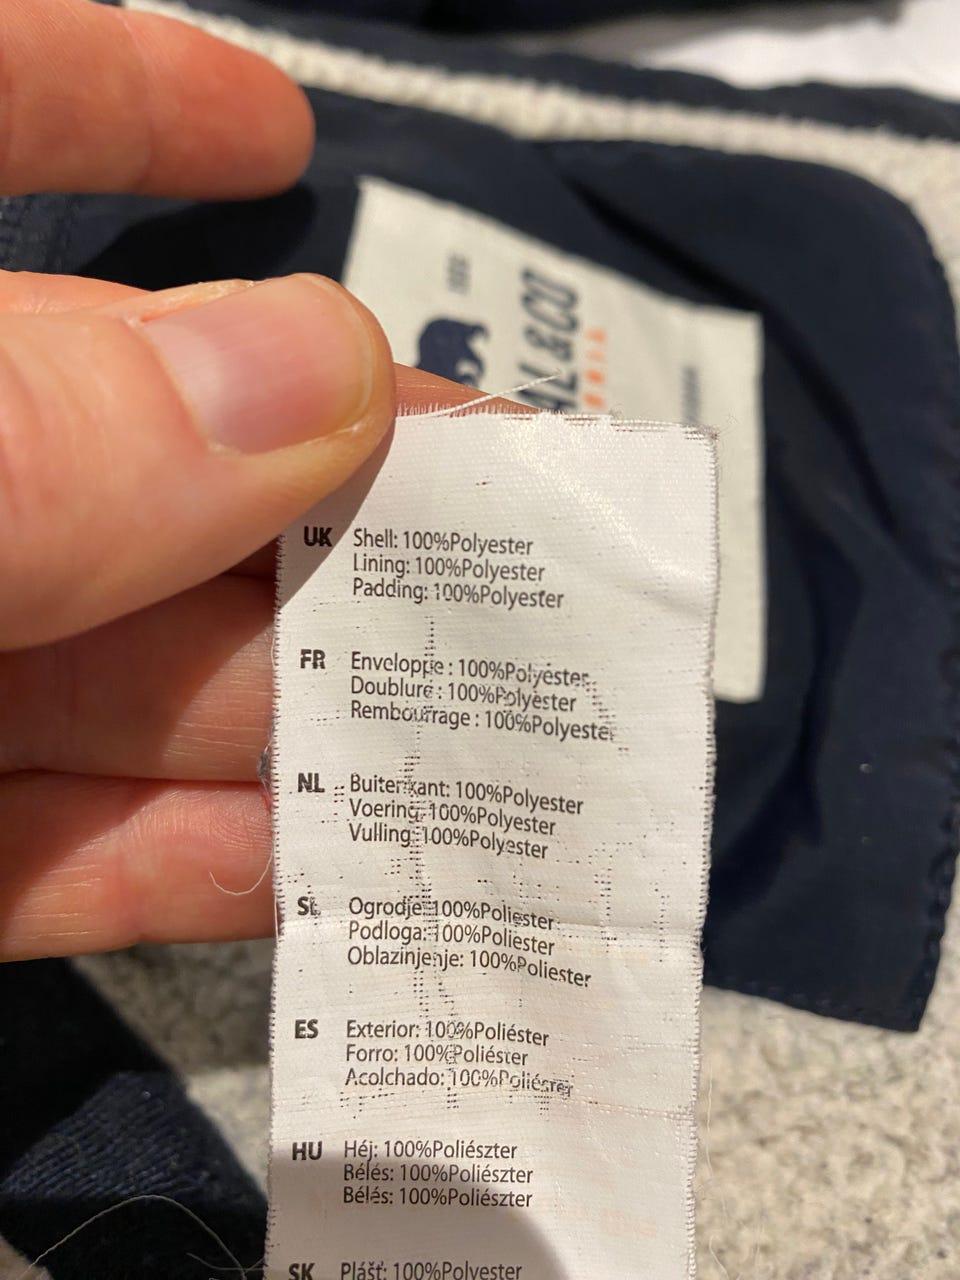 AL&CO
UK Shell: 100%Polyester
Lining: 100%Polyester
Padding: 100%Polyester
FR Enveloppe : 100%Polyester
Doublure : 100%Polyester
Rembourrage : 100%Polyester
NL Buitenkant: 100%Polyester
Voering: 100%Polyester
Vulling: 100%Polyester
SL Ogrodje: 100%Poliester
Podloga: 100%Poliester
Oblazinjenje: 100%Poliester
ES Exterior: 100%Poliéster
Forro: 100%Poliéster
Acolchado: 100%Poliéster
HU Héj: 100%Poliészter
Bélés: 100%Poliészter
Bélés: 100%Poliészter
SK Plášť: 100%Polyester